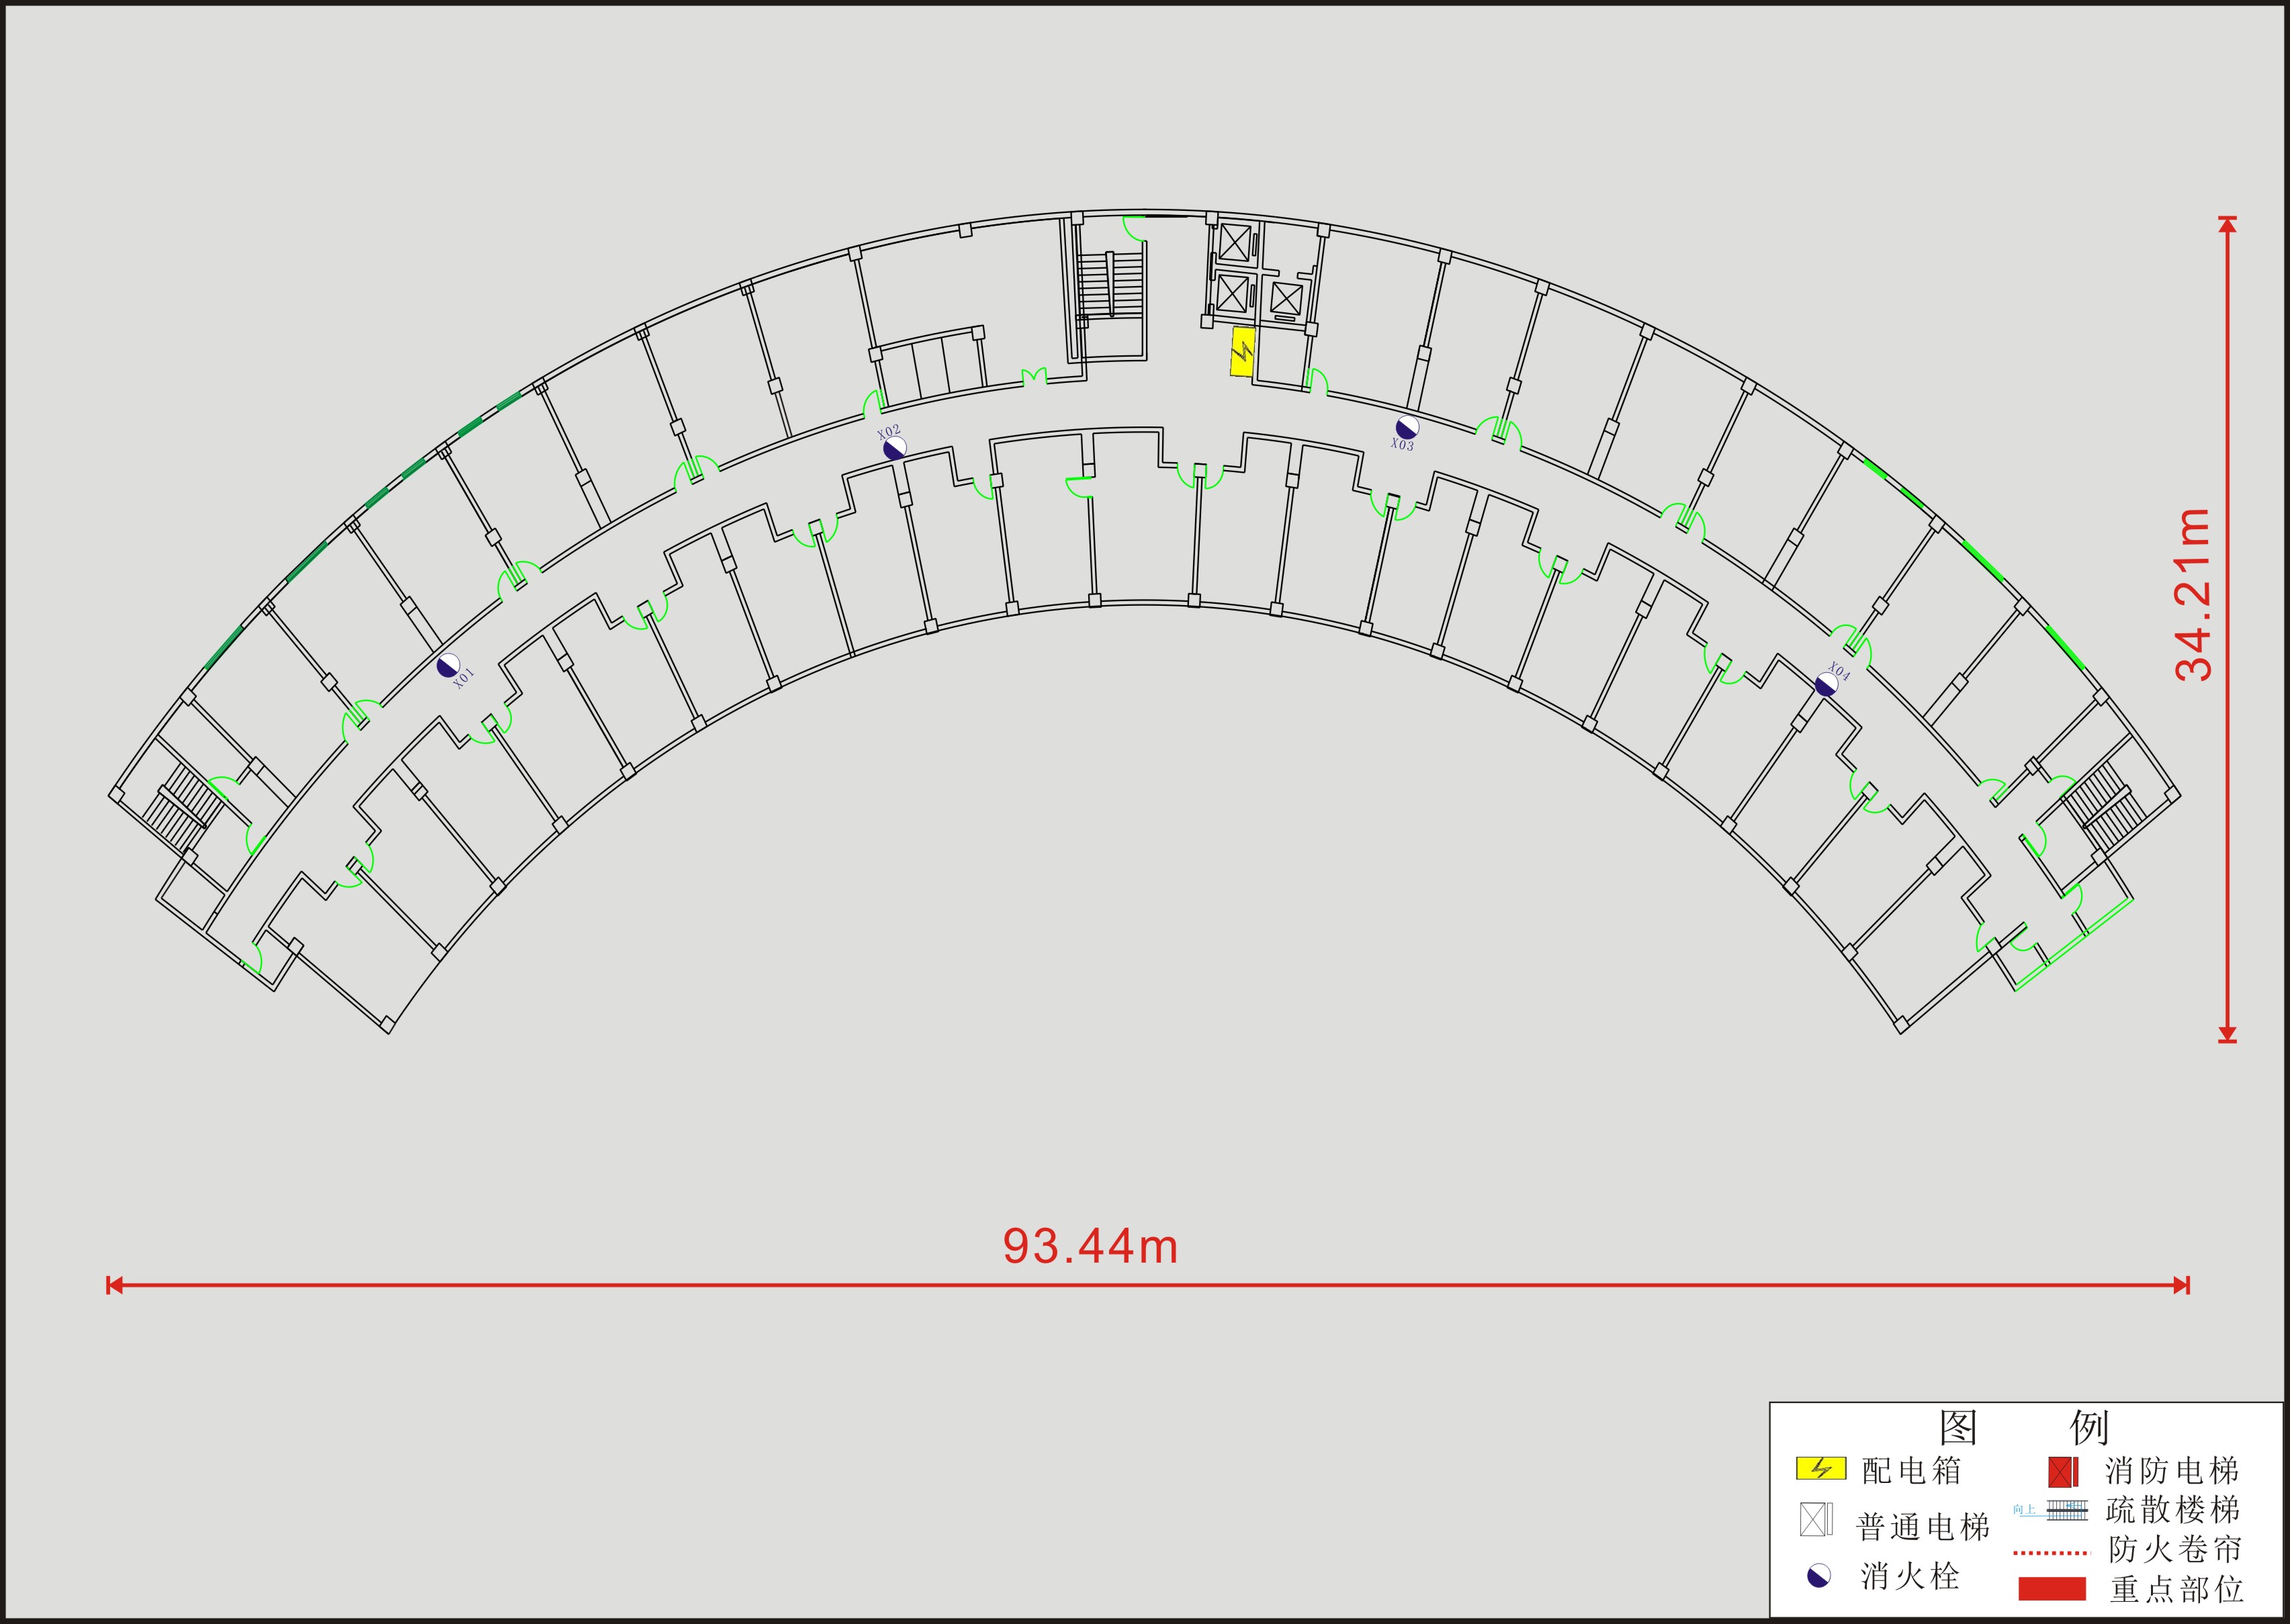 X02
X03
X01
X04
34.21m
93.44m
图 例
配电箱
消防电梯
普通电梯
向上
疏散楼梯
消火栓
防火卷帘
重点部位